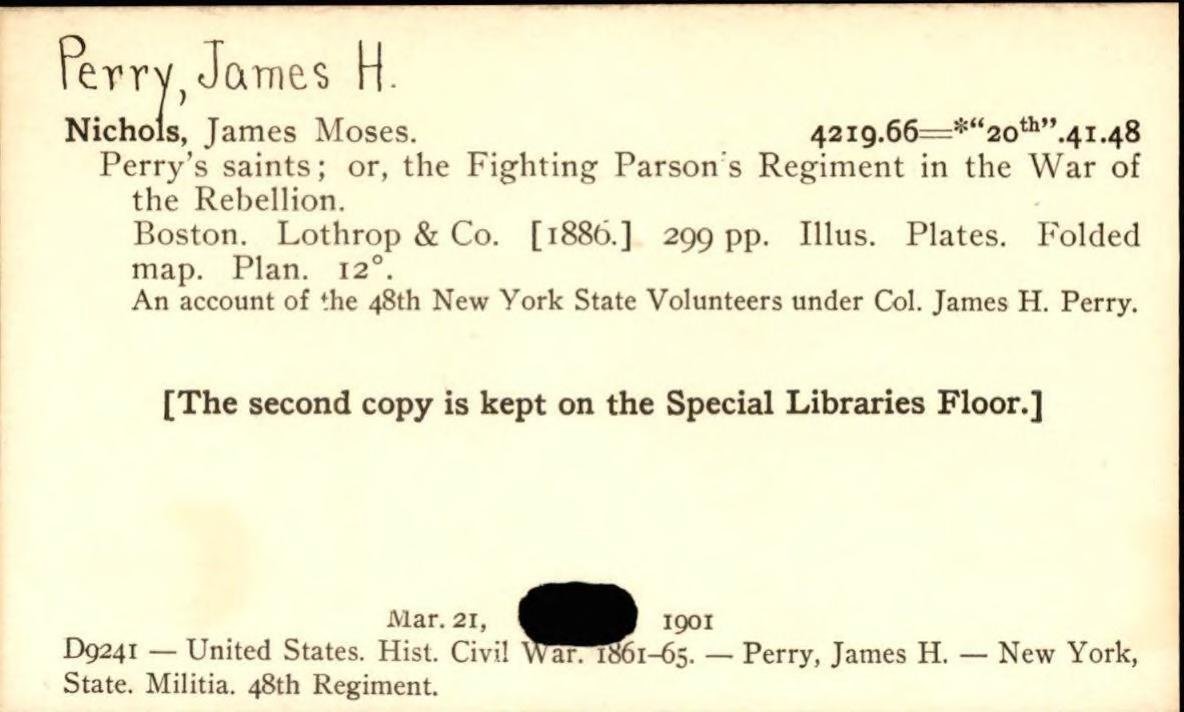 Perry, James H.
Nichols, James Moses. 4219.66=*“20th”.41.48
Perry's saints; or, the Fighting Parson's Regiment in the War of
the Rebellion.
Boston. Lothrop & Co. [1886.] 299 pp. Illus. Plates. Folded
map. Plan. 12°.
An account of the 48th New York State Volunteers under Col. James H. Perry.
[The second copy is kept on the Special Libraries Floor.]
Mar. 21, 1901
D9241 — United States. Hist. Civil War. 1861–65. — Perry, James H. — New York,
State. Militia. 48th Regiment.